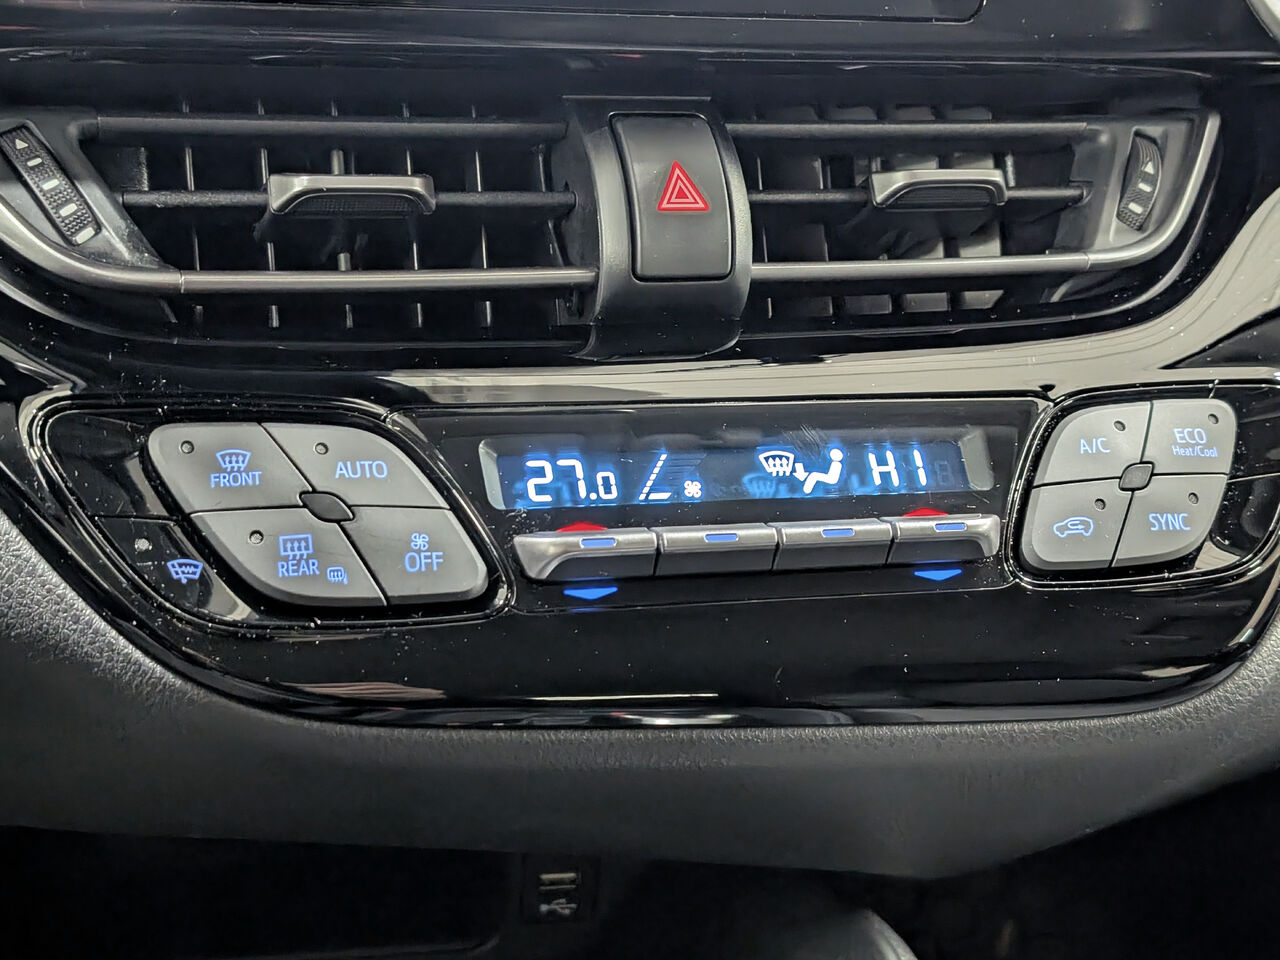 27.0
HI
FRONT
AUTO
REAR
OFF
A/C
ECO
Heat/Cool
SYNC